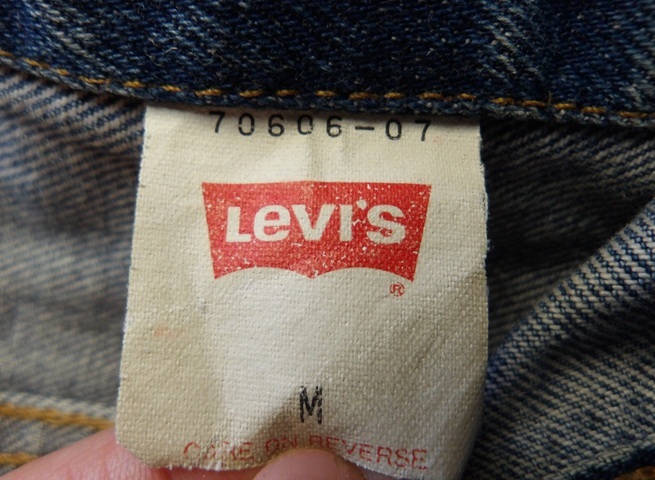 70606-07
Levi's
®
M
CARE ON REVERSE